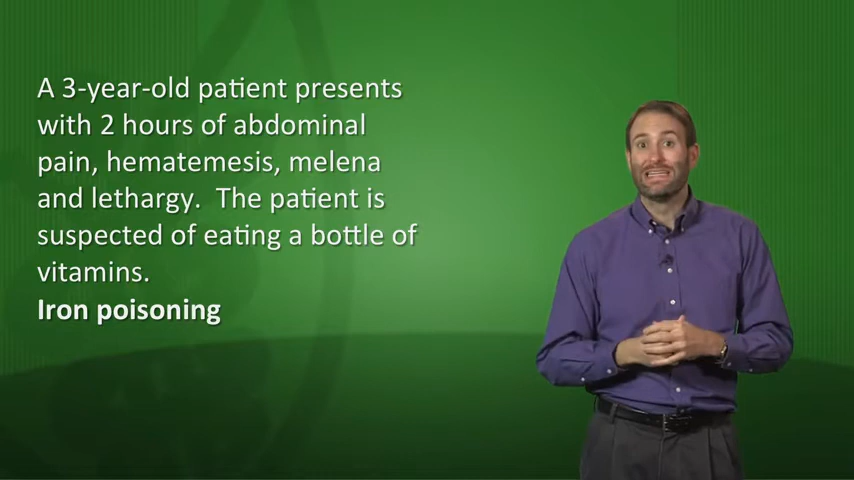 A 3-year-old patient presents
with 2 hours of abdominal
pain, hematemesis, melena
and lethargy. The patient is
suspected of eating a bottle of
vitamins.
Iron poisoning